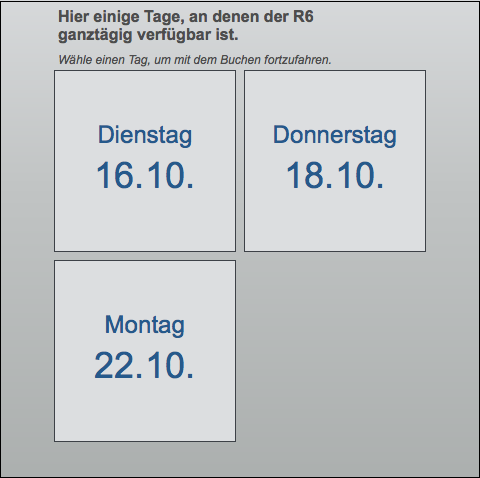 Hier einige Tage, an denen der R6
ganztägig verfügbar ist.
Wähle einen Tag, um mit dem Buchen fortzufahren.
Dienstag
16.10.
Donnerstag
18.10.
Montag
22.10.